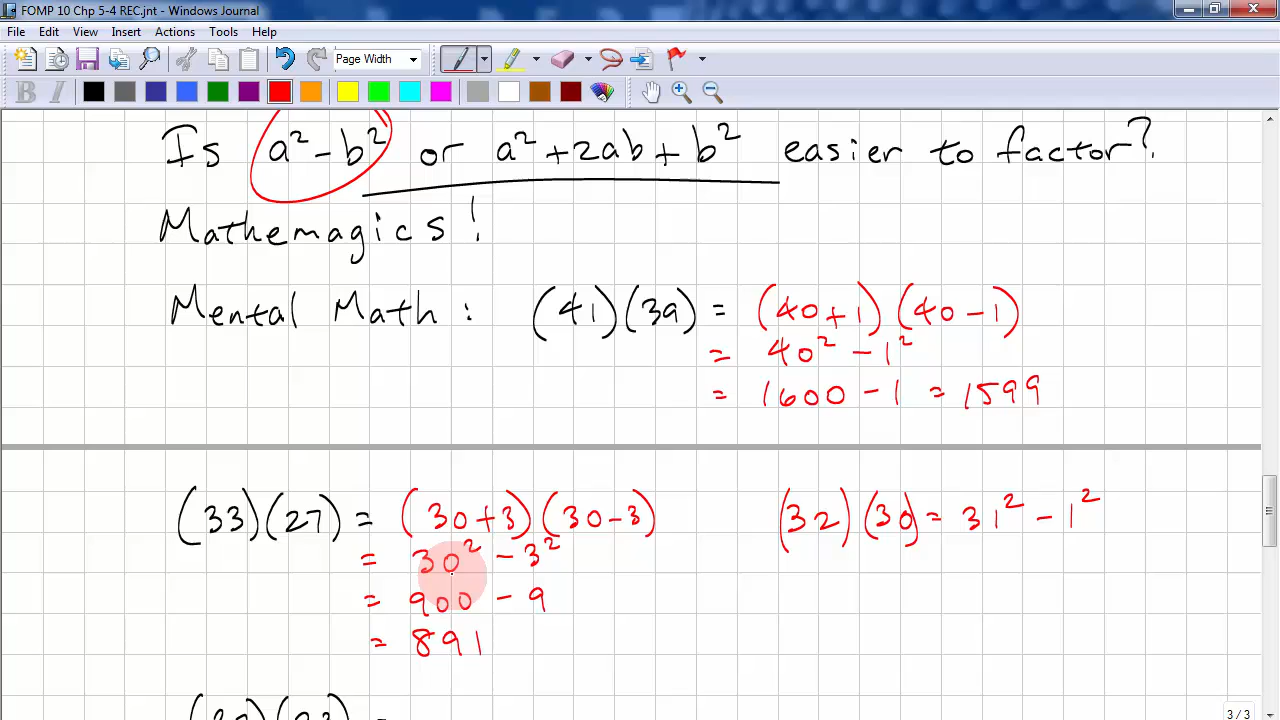 FOMP 10 Chp 5-4 REC.jnt - Windows Journal
File Edit View Insert Actions Tools Help
Page Width
B I
Is a² - b² or a² + 2ab + b² easier to factor?
Mathemagics!
Mental Math: (41)(39) = (40+1)(40-1)
= 40² - 1²
= 1600 - 1 = 1599
(33)(27) = (30+3)(30-3)
= 30² - 3²
= 900 - 9
= 891
(32)(30) = 31² - 1²
3/3